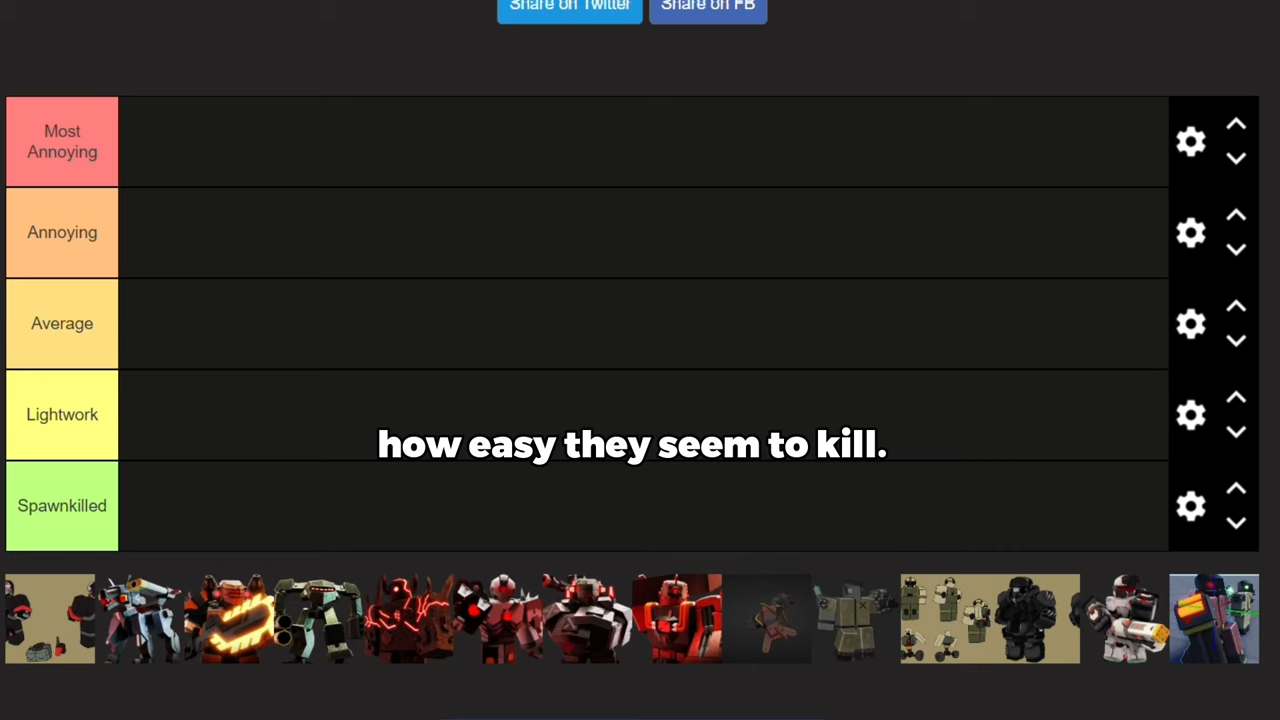 Share on Twitter
Share on FB
Most
Annoying
Annoying
Average
Lightwork
how easy they seem to kill.
Spawnkilled